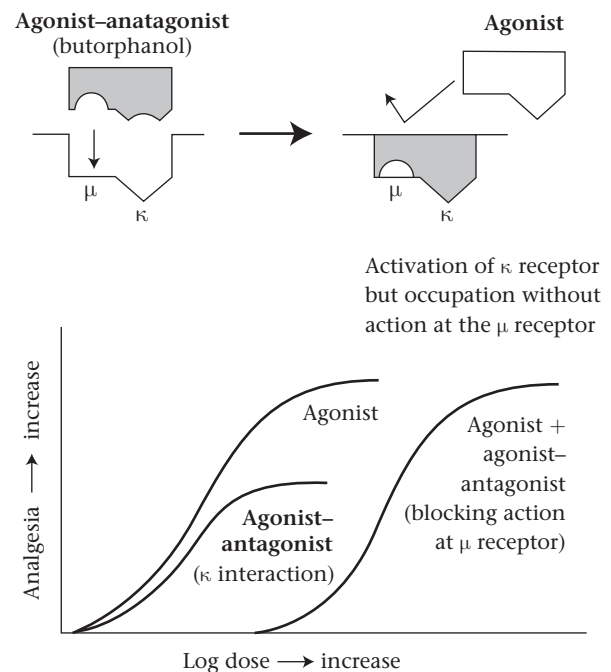 Agonist–anatagonist
(butorphanol)
Agonist
μ
κ
μ
κ
Activation of κ receptor
but occupation without
action at the μ receptor
Analgesia → increase
Agonist
Agonist–
antagonist
(κ interaction)
Agonist +
agonist–
antagonist
(blocking action
at μ receptor)
Log dose → increase